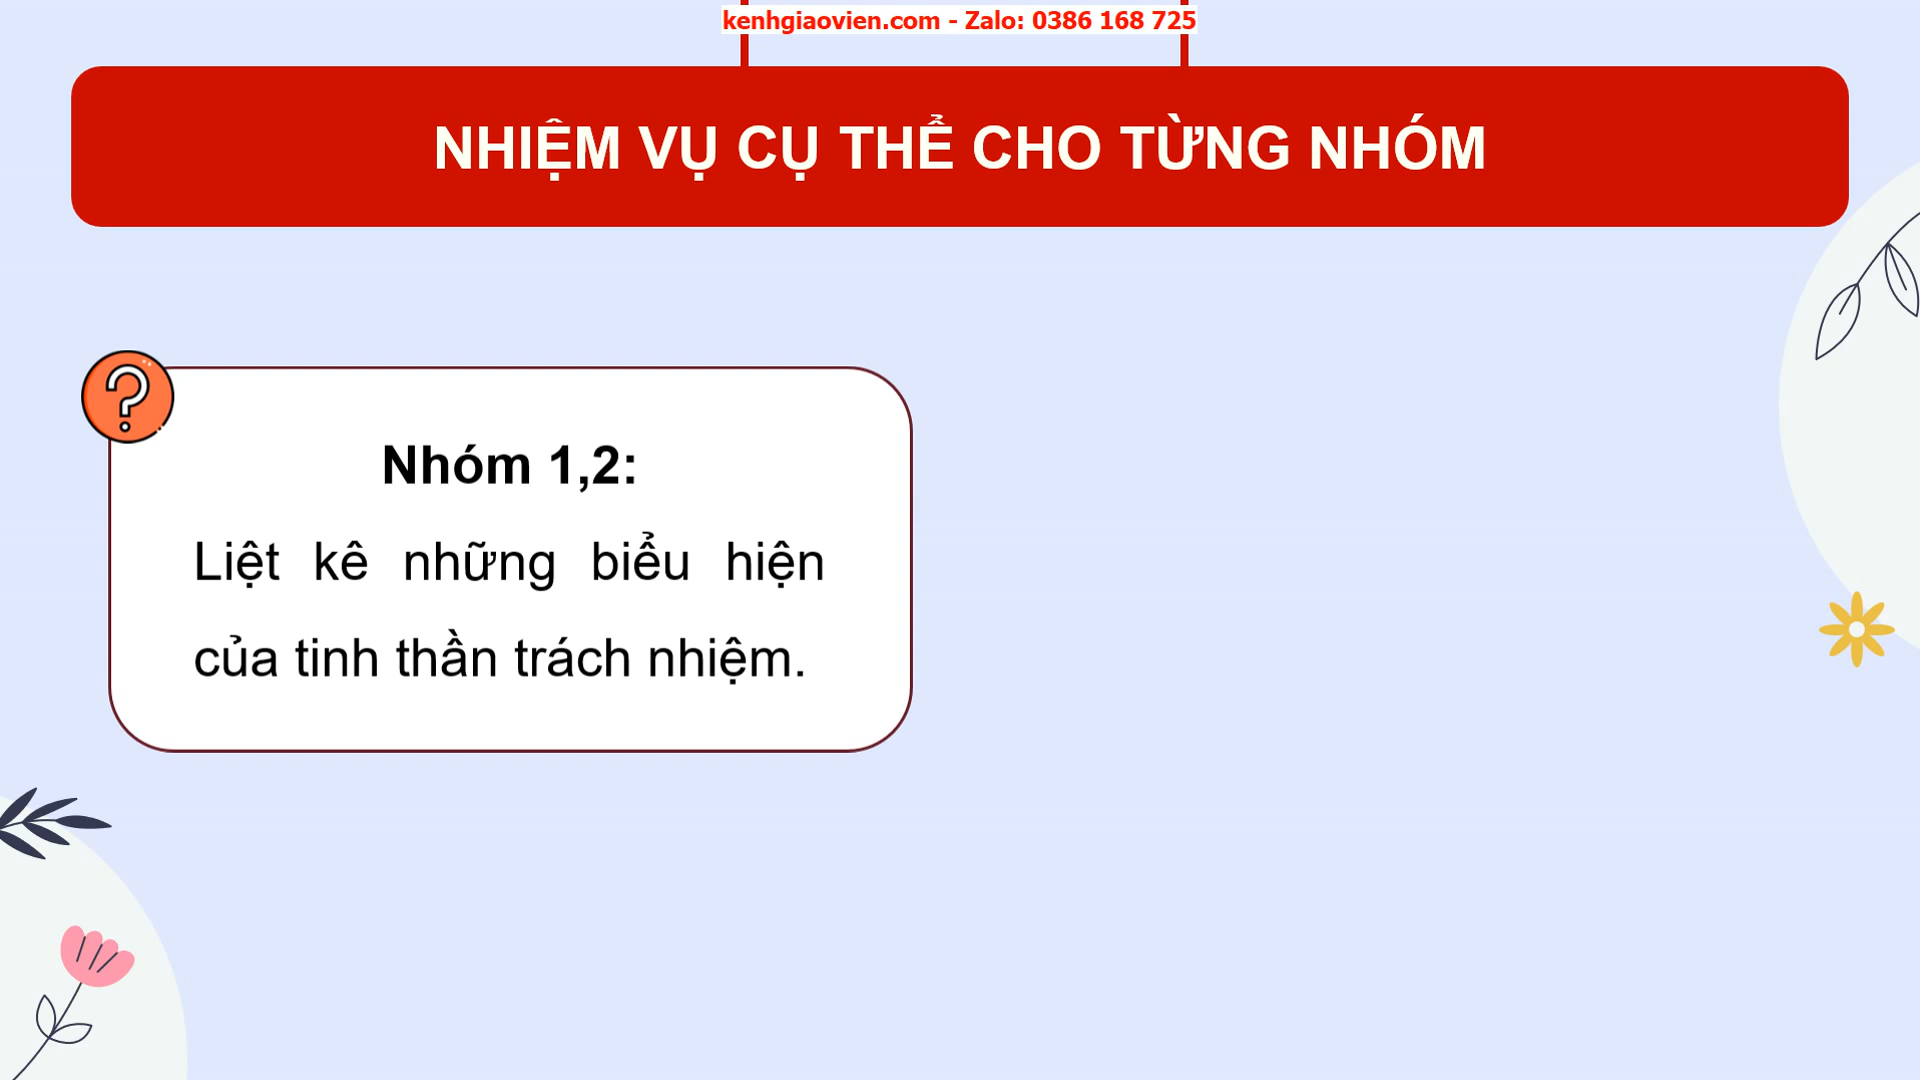 kenhgiaovien.com - Zalo: 0386 168 725
NHIỆM VỤ CỤ THỂ CHO TỪNG NHÓM
Nhóm 1,2:
Liệt kê những biểu hiện
của tinh thần trách nhiệm.